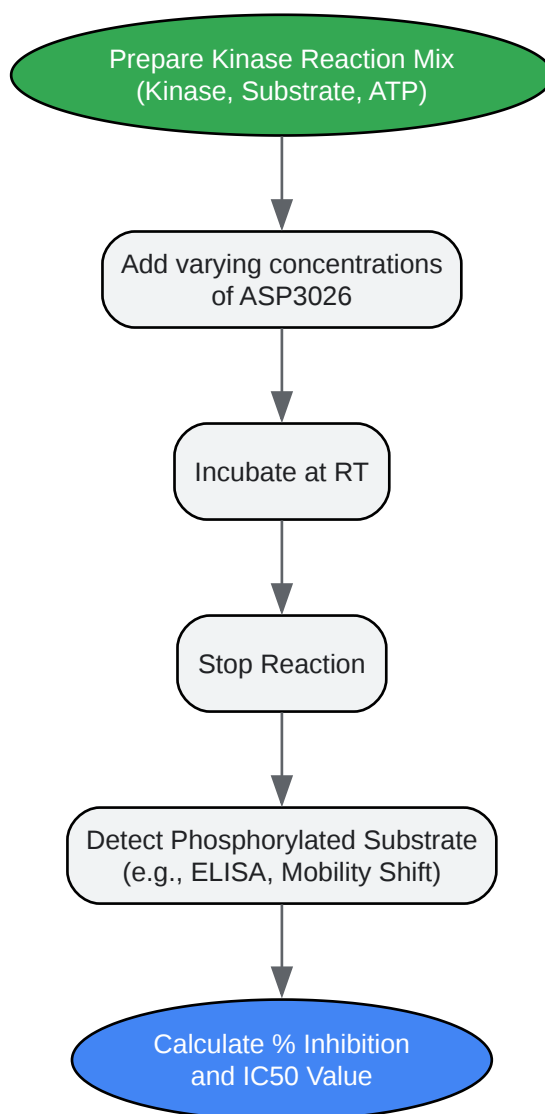 Prepare Kinase Reaction Mix
(Kinase, Substrate, ATP)
Add varying concentrations
of ASP3026
Incubate at RT
Stop Reaction
Detect Phosphorylated Substrate
(e.g., ELISA, Mobility Shift)
Calculate % Inhibition
and IC50 Value